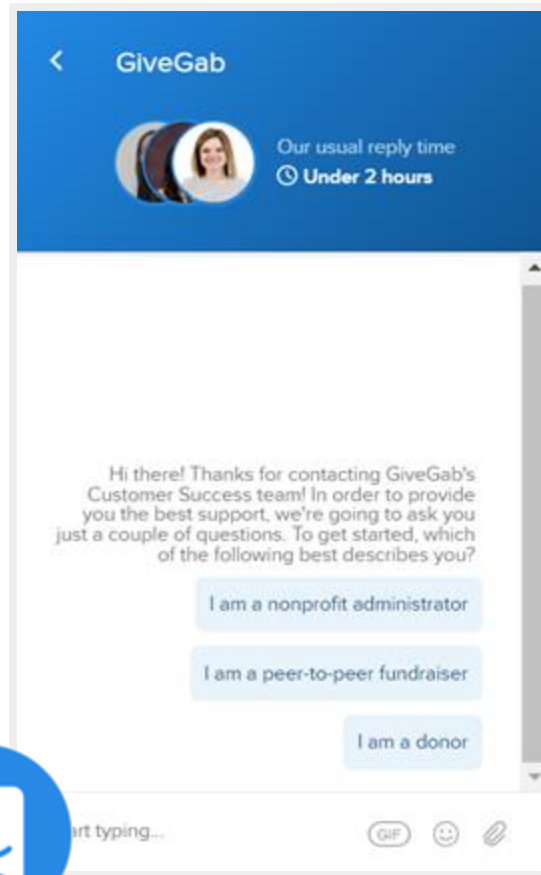 GiveGab
Our usual reply time
Under 2 hours
Hi there! Thanks for contacting GiveGab's
Customer Success team! In order to provide
you the best support, we're going to ask you
just a couple of questions. To get started, which
of the following best describes you?
I am a nonprofit administrator
I am a peer-to-peer fundraiser
I am a donor
art typing...
GIF